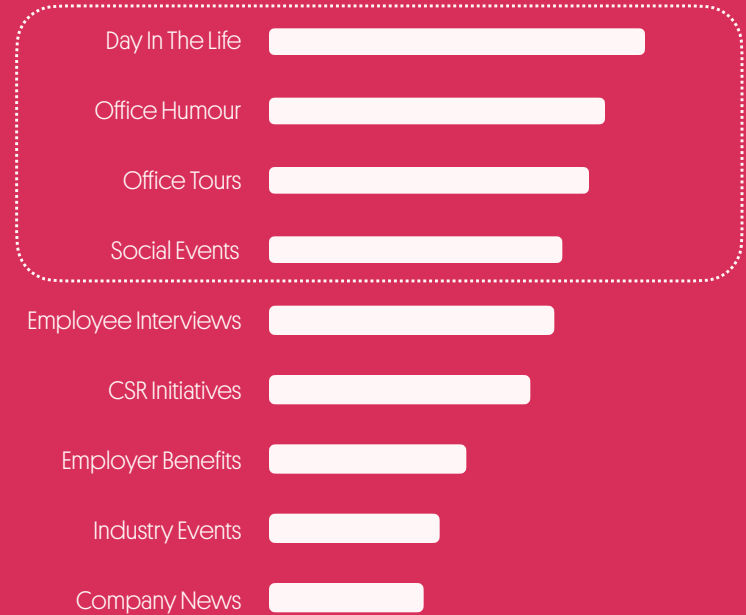 Day In The Life
Office Humour
Office Tours
Social Events
Employee Interviews
CSR Initiatives
Employer Benefits
Industry Events
Company News